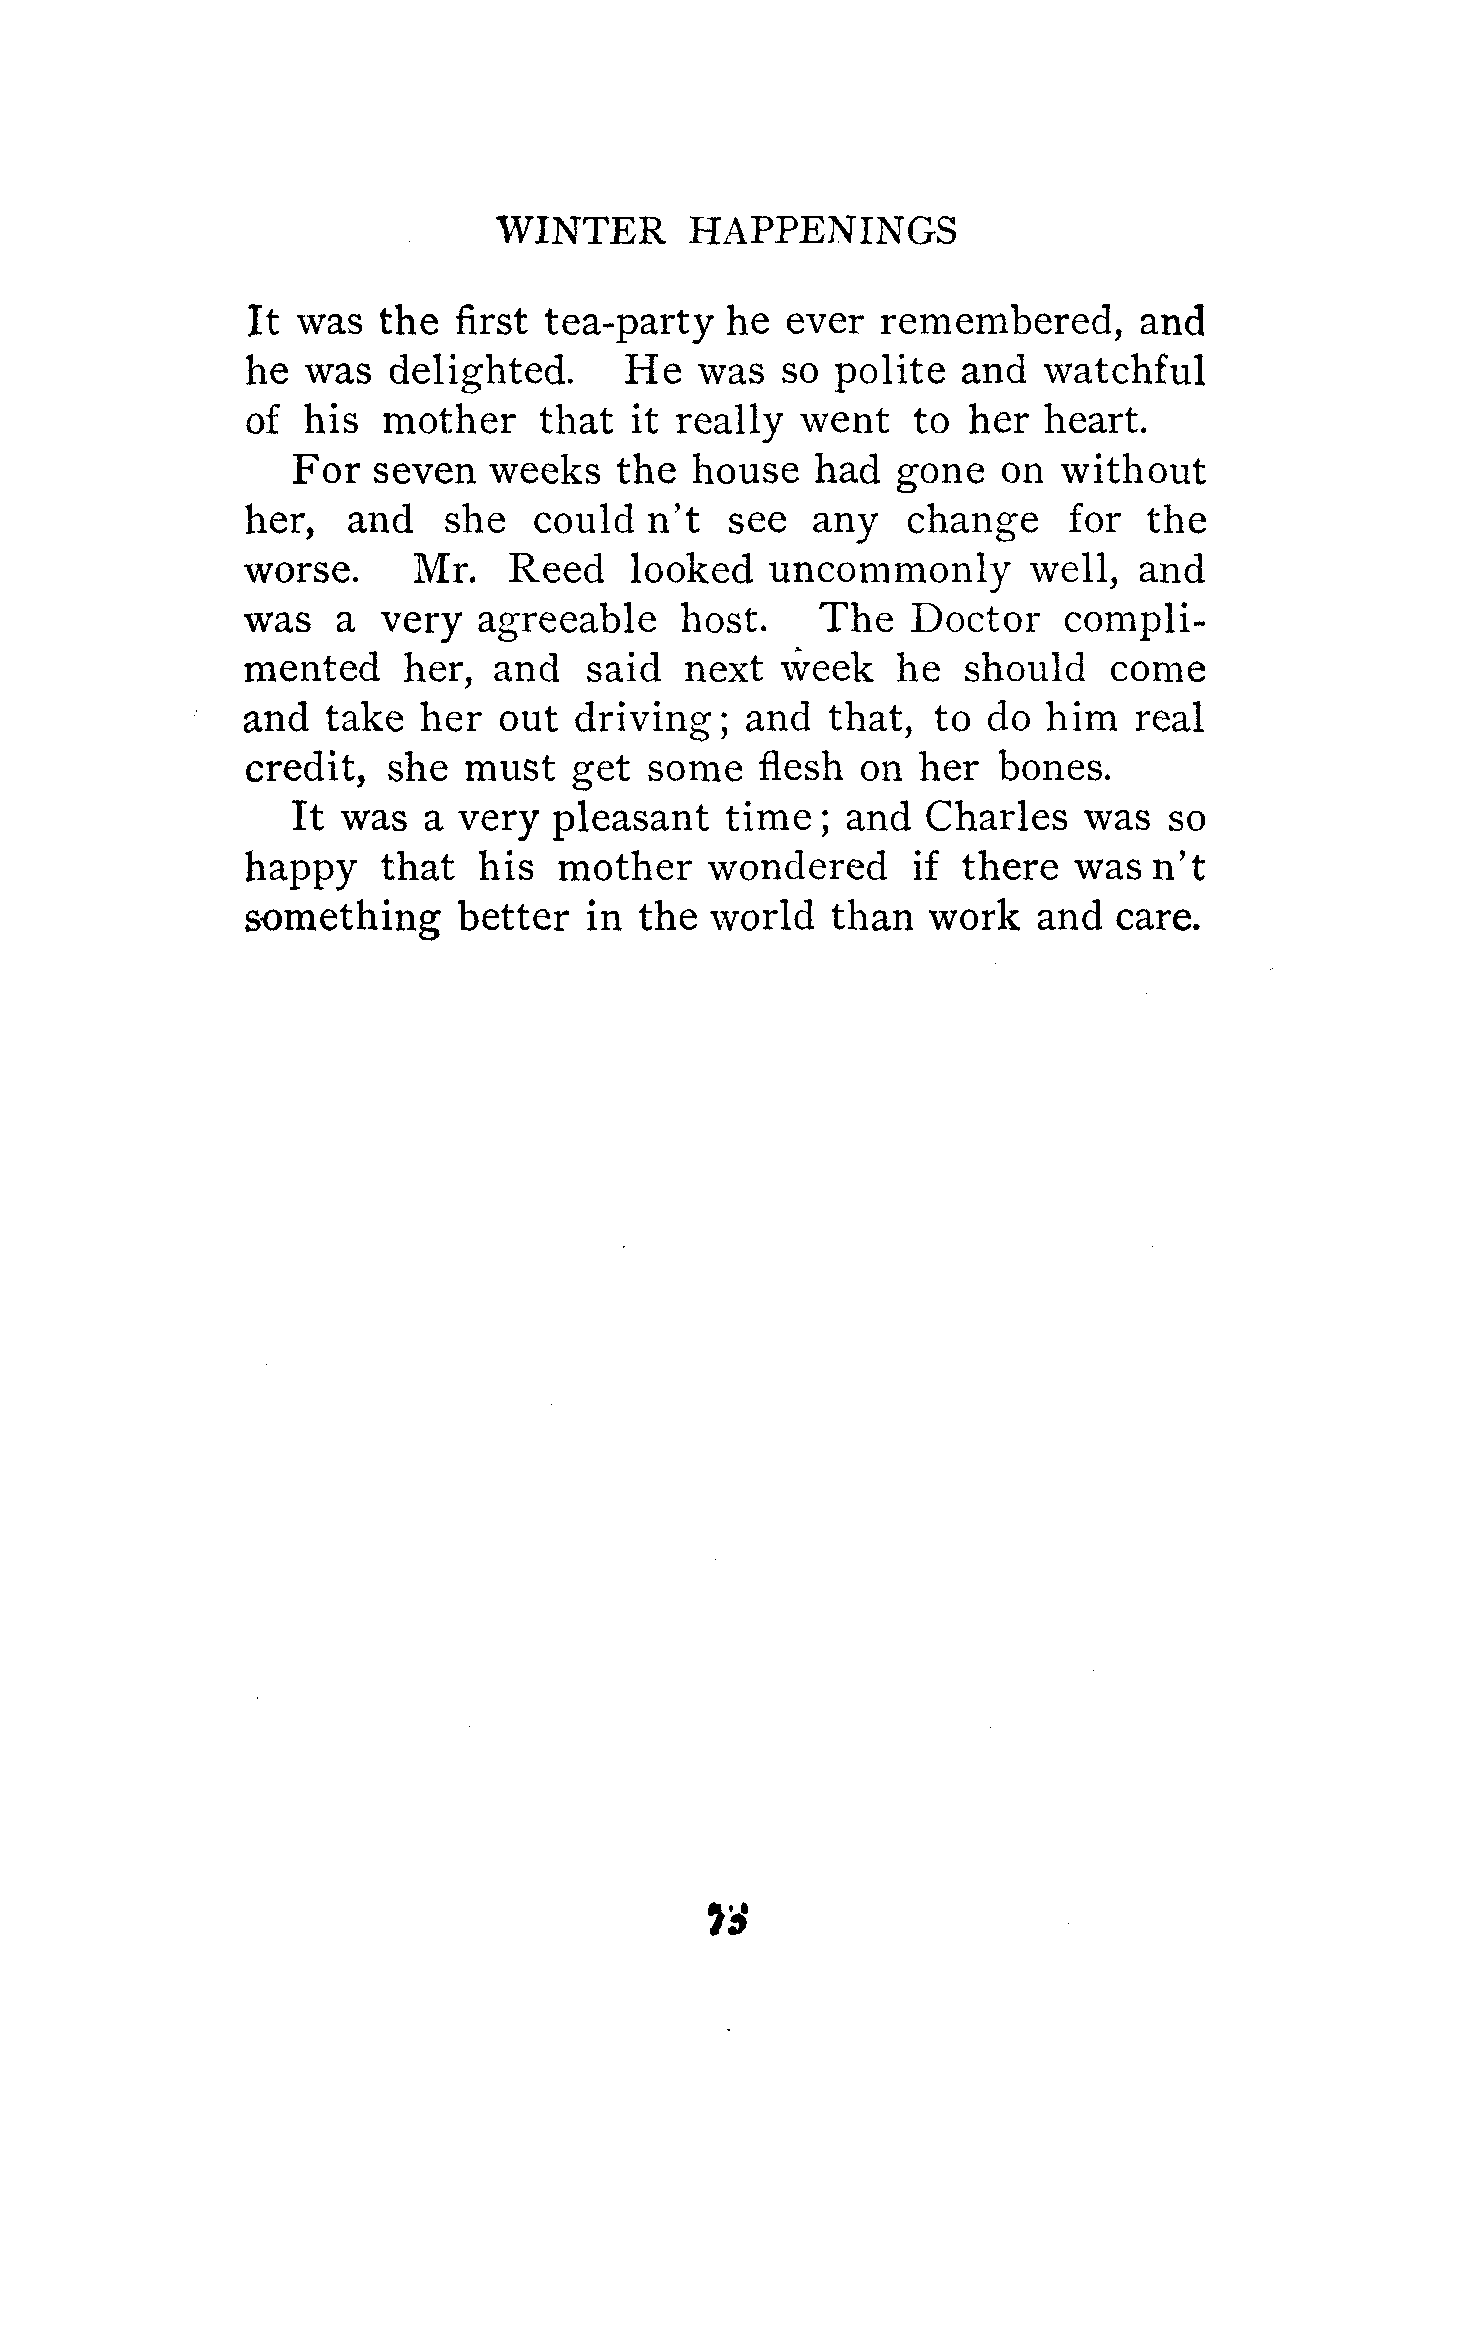 WINTER HAPPENINGS
It was the first tea-party he ever remembered, and
he was delighted. He was so polite and watchful
of his mother that it really went to her heart.
For seven weeks the house had gone on without
her, and she could n't see any change for the
worse. Mr. Reed looked uncommonly well, and
was a very agreeable host. The Doctor compli-
mented her, and said next week he should come
and take her out driving; and that, to do him real
credit, she must get some flesh on her bones.
It was a very pleasant time; and Charles was so
happy that his mother wondered if there was n't
something better in the world than work and care.